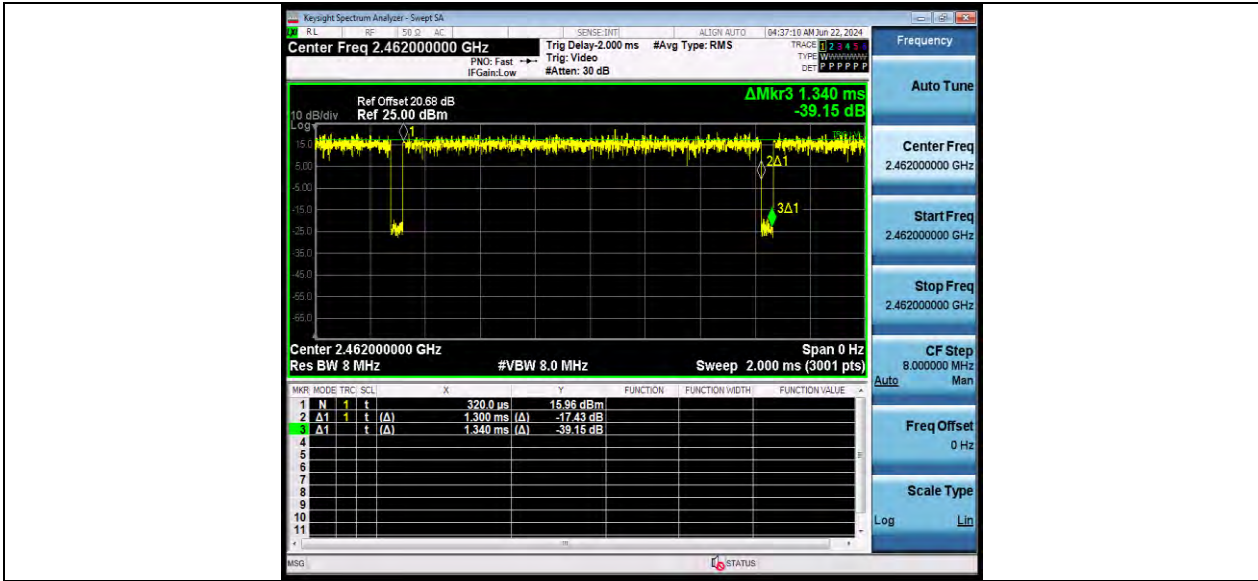 Keysight Spectrum Analyzer - Swept SA
RL RF 50 Ω AC SENSE:INT ALIGN AUTO 04:37:10 AM Jun 22, 2024
Center Freq 2.462000000 GHz
PNO: Fast
IFGain:Low
Trig Delay-2.000 ms
Trig: Video
#Atten: 30 dB
#Avg Type: RMS
TRACE 1 2 3 4 5 6
TYPE WWWWWW
DET P P P P P P
ΔMkr3 1.340 ms
-39.15 dB
Ref Offset 20.68 dB
10 dB/div Ref 25.00 dBm
Log
15.0
5.00
-5.00
-15.0
-25.0
-35.0
-45.0
-55.0
-65.0
1
2Δ1
3Δ1
Center 2.462000000 GHz Span 0 Hz
Res BW 8 MHz #VBW 8.0 MHz Sweep 2.000 ms (3001 pts)
MKR MODE TRC SCL X Y FUNCTION FUNCTION WIDTH FUNCTION VALUE
1 N 1 t 320.0 µs 15.96 dBm
2 Δ1 1 t (Δ) 1.300 ms (Δ) -17.43 dB
3 Δ1 t (Δ) 1.340 ms (Δ) -39.15 dB
4
5
6
7
8
9
10
11
MSG STATUS
Frequency
Auto Tune
Center Freq
2.462000000 GHz
Start Freq
2.462000000 GHz
Stop Freq
2.462000000 GHz
CF Step
8.000000 MHz
Auto Man
Freq Offset
0 Hz
Scale Type
Log Lin